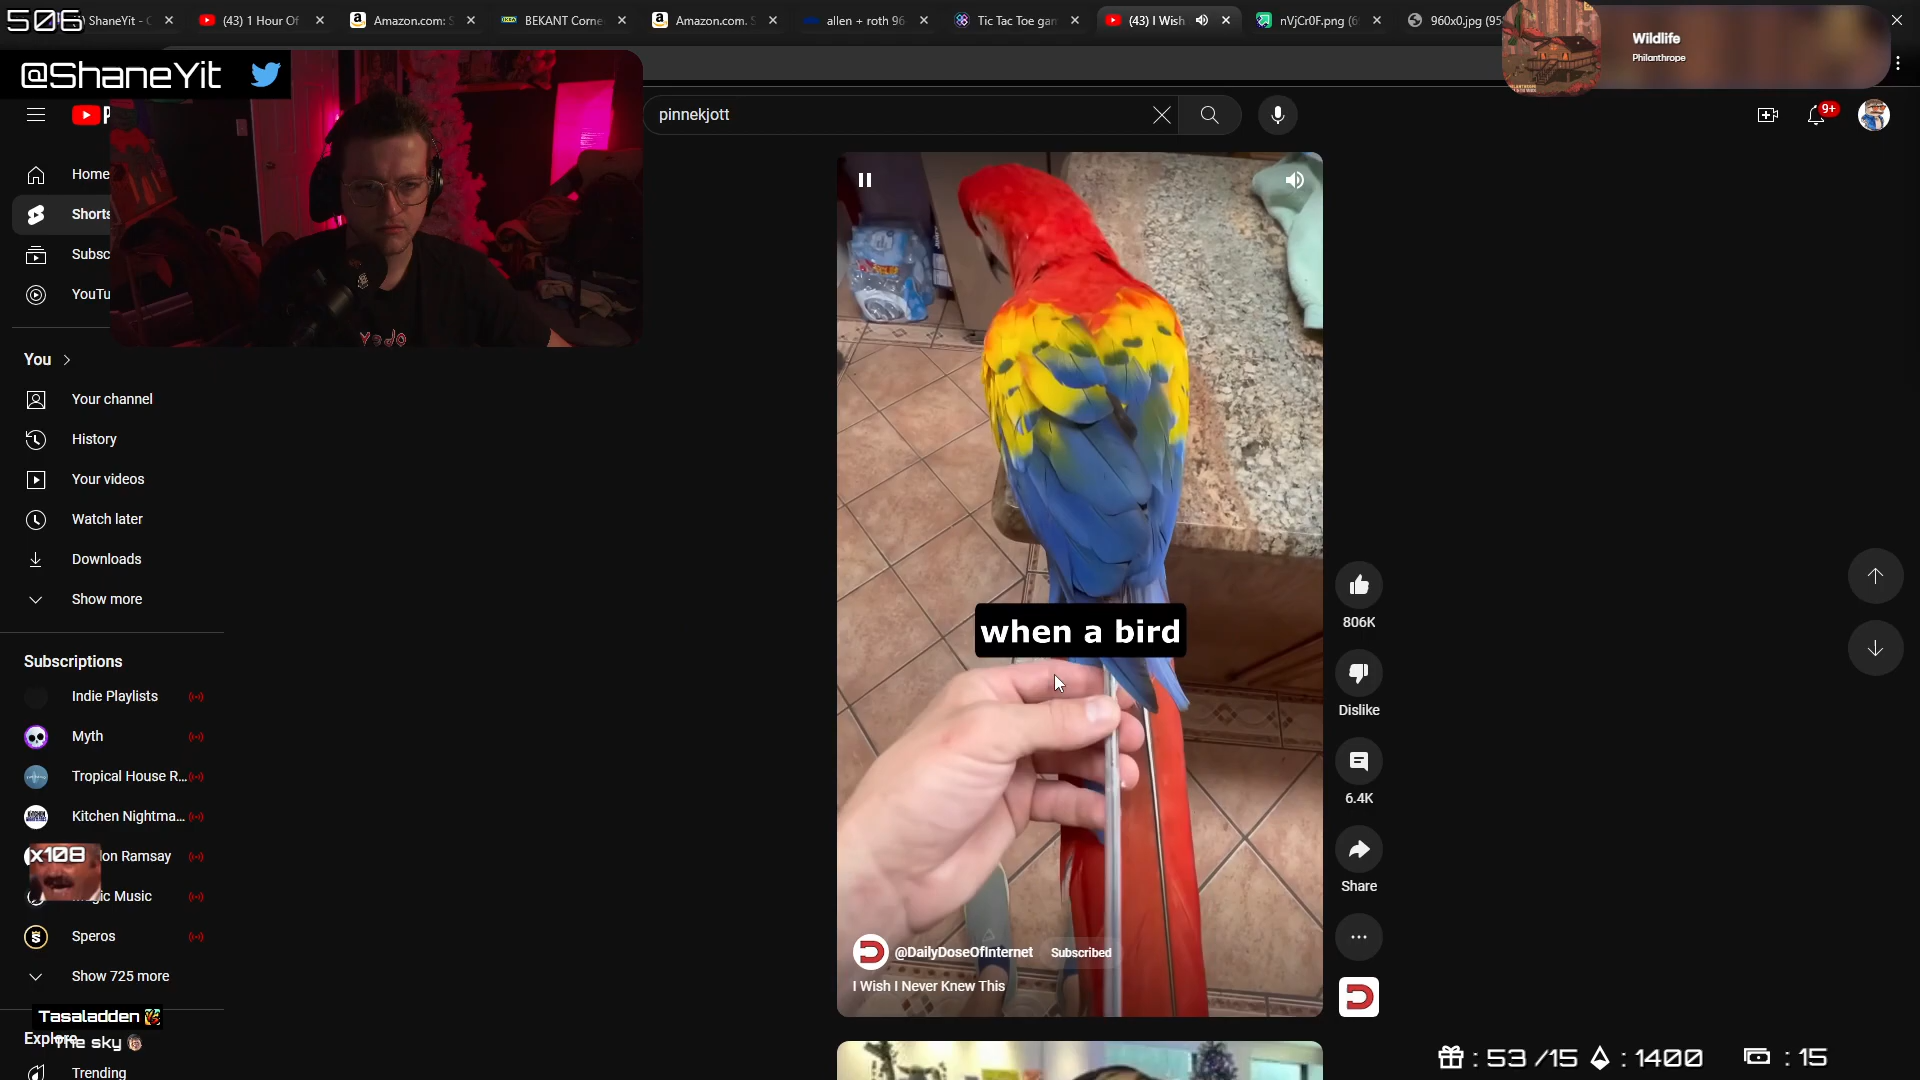 506
ShaneYit - C
(43) 1 Hour Of
Amazon.com: S
BEKANT Corne
Amazon.com: S
allen + roth 96
Tic Tac Toe gam
(43) I Wish
nVjCr0F.png (6
960x0.jpg (95
Wildlife
Philanthrope
@ShaneYit
pinnekjott
9+
Home
Shorts
Subsc
YouTu
You
Your channel
History
Your videos
Watch later
Downloads
Show more
Subscriptions
Indie Playlists
Myth
Tropical House R...
Kitchen Nightma...
x108
on Ramsay
gic Music
Speros
Show 725 more
Tasaladden
Explore
The sky
Trending
when a bird
@DailyDoseOfInternet Subscribed
I Wish I Never Knew This
806K
Dislike
6.4K
Share
: 53 /15 : 1400 : 15